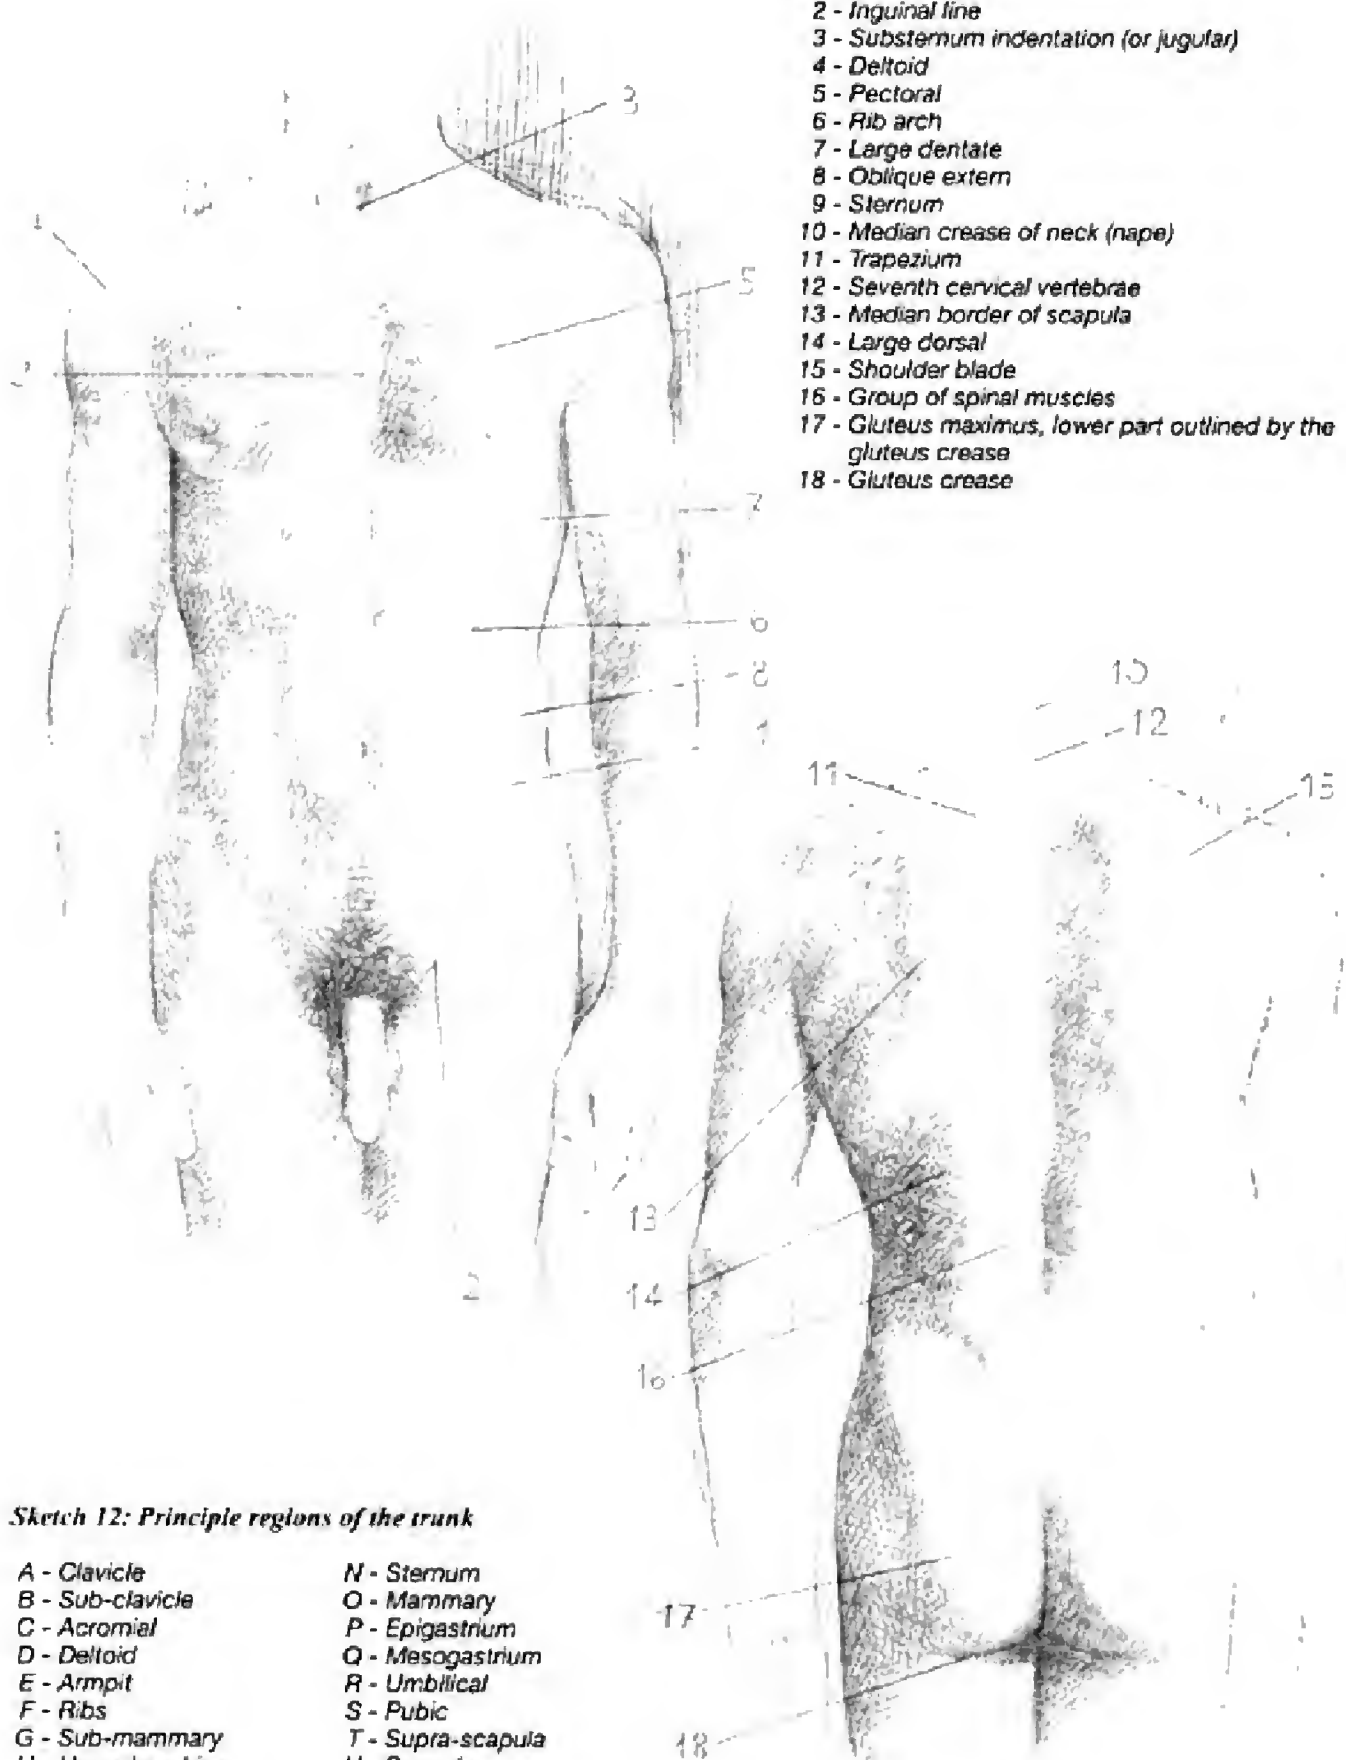 2 - Inguinal line
3 - Substernum indentation (or jugular)
4 - Deltoid
5 - Pectoral
6 - Rib arch
7 - Large dentate
8 - Oblique extern
9 - Sternum
10 - Median crease of neck (nape)
11 - Trapezium
12 - Seventh cervical vertebrae
13 - Median border of scapula
14 - Large dorsal
15 - Shoulder blade
16 - Group of spinal muscles
17 - Gluteus maximus, lower part outlined by the
gluteus crease
18 - Gluteus crease
3
5
7
6
8
1
2
10
12
11
15
13
14
16
17
18
Sketch 12: Principle regions of the trunk
A - Clavicle
B - Sub-clavicle
C - Acromial
D - Deltoid
E - Armpit
F - Ribs
G - Sub-mammary
N - Sternum
O - Mammary
P - Epigastrium
Q - Mesogastrium
R - Umbilical
S - Pubic
T - Supra-scapula